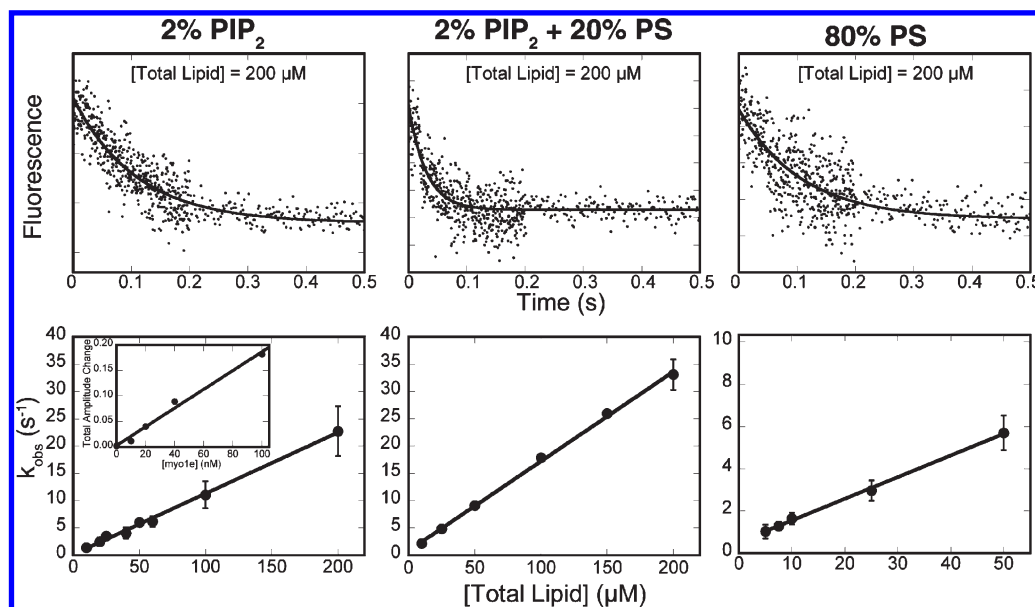 2% PIP2
2% PIP2 + 20% PS
80% PS
[Total Lipid] = 200 µM
[Total Lipid] = 200 µM
[Total Lipid] = 200 µM
Fluorescence
0 0.1 0.2 0.3 0.4 0.5
0 0.1 0.2 0.3 0.4 0.5
0 0.1 0.2 0.3 0.4 0.5
Time (s)
kobs (s-1)
40
35
30
25
20
15
10
5
0
Total Amplitude Change
0.20
0.15
0.10
0.05
0.00
0 20 40 60 80 100
[myo1e] (nM)
0 50 100 150 200
40
35
30
25
20
15
10
5
0
0 50 100 150 200
10
8
6
4
2
0
0 10 20 30 40 50
[Total Lipid] (µM)